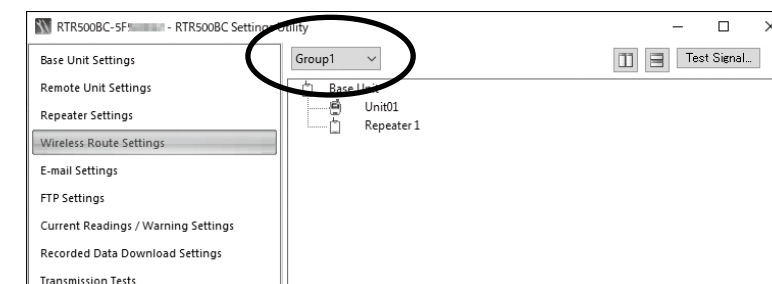 RTR500BC-5F - RTR500BC Settings Utility
Group1
Test Signal...
Base Unit Settings
Remote Unit Settings
Repeater Settings
Wireless Route Settings
E-mail Settings
FTP Settings
Current Readings / Warning Settings
Recorded Data Download Settings
Transmission Tests
Base Unit
Unit01
Repeater 1